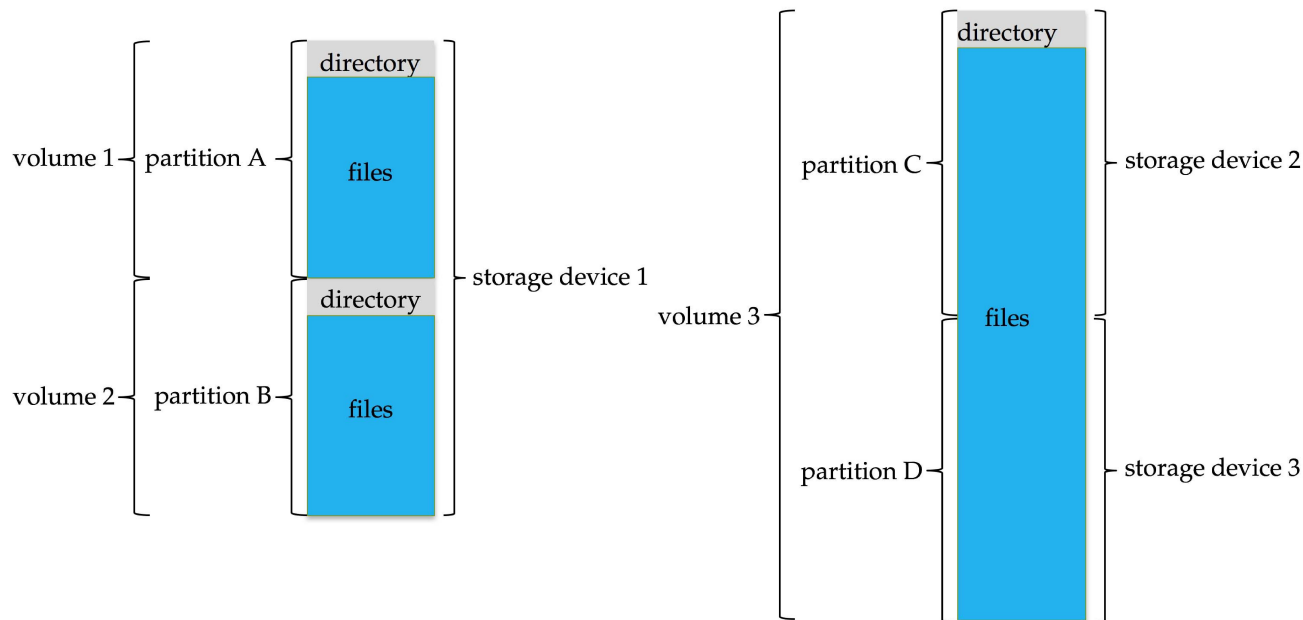 directory
volume 1
partition A
files
storage device 1
directory
volume 2
partition B
files
directory
partition C
storage device 2
volume 3
files
partition D
storage device 3